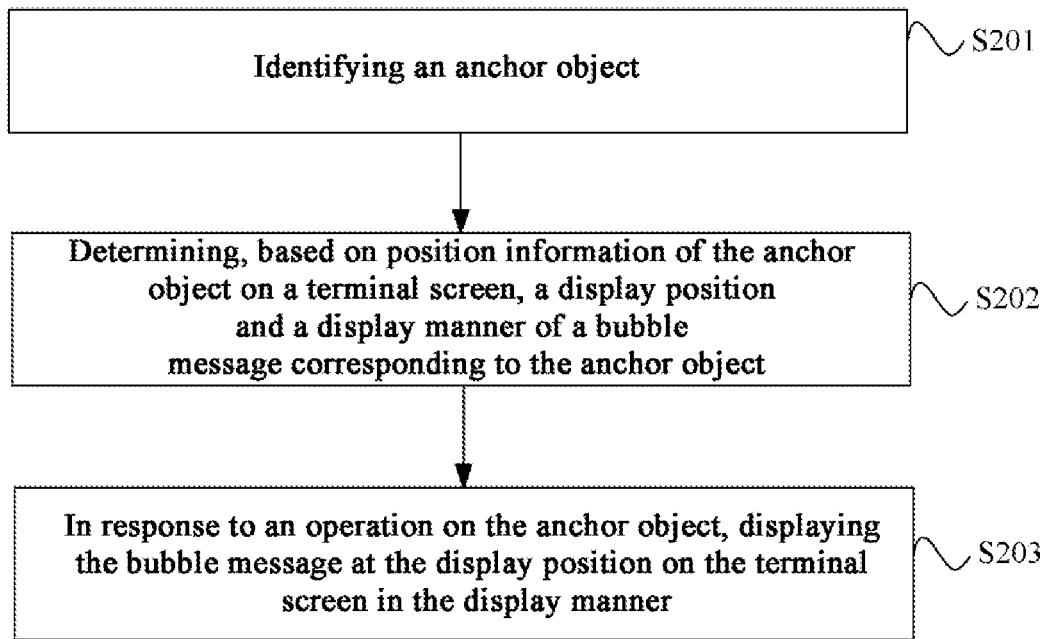 Identifying an anchor object
S201
Determining, based on position information of the anchor
object on a terminal screen, a display position
and a display manner of a bubble
message corresponding to the anchor object
S202
In response to an operation on the anchor object, displaying
the bubble message at the display position on the terminal
screen in the display manner
S203